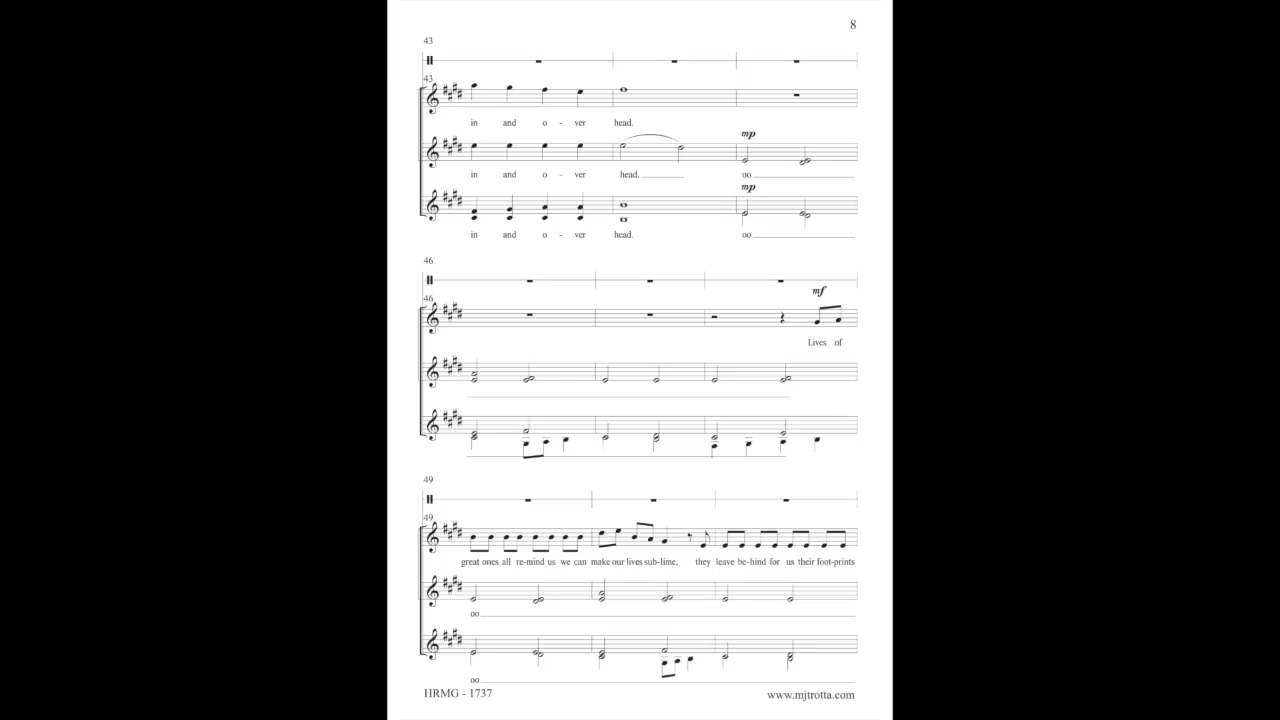 8
43
43
in and o - ver head.
mp
in and o - ver head.
oo
mp
in and o - ver head.
oo
46
46
mf
Lives of
49
49
great ones all re-mind us we can make our lives sub-lime, they leave be-hind for us their foot-prints
oo
oo
HRMG - 1737
www.mjtrotta.com